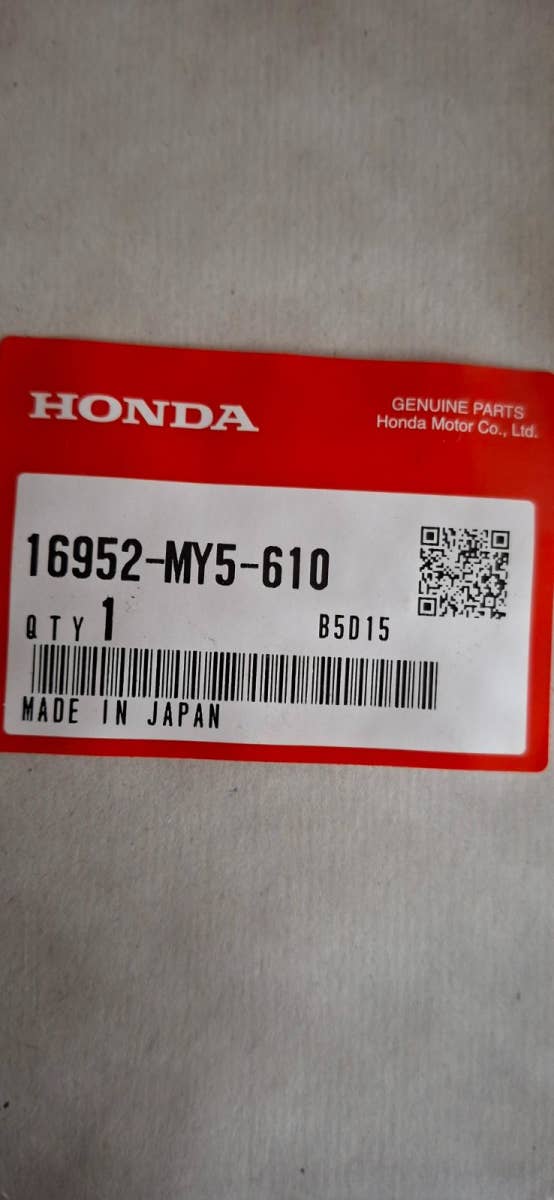 HONDA
GENUINE PARTS
Honda Motor Co., Ltd.
16952-MY5-610
QTY 1
B5D15
MADE IN JAPAN